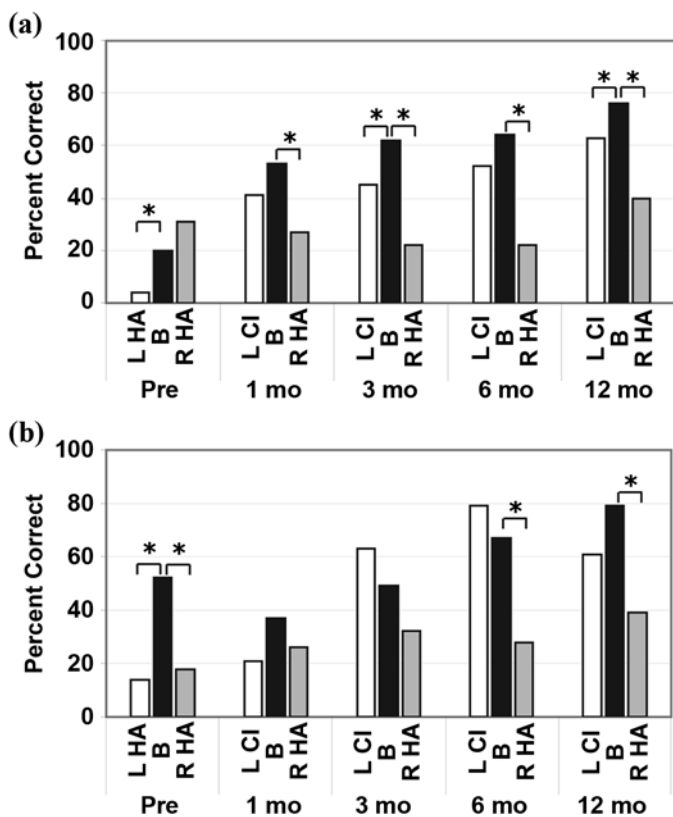 (a)
Percent Correct
100
80
60
40
20
0
* * * * * * *
L HA B R HA L CI B R HA L CI B R HA L CI B R HA L CI B R HA
Pre 1 mo 3 mo 6 mo 12 mo
(b)
Percent Correct
100
80
60
40
20
0
* * * *
L HA B R HA L CI B R HA L CI B R HA L CI B R HA L CI B R HA
Pre 1 mo 3 mo 6 mo 12 mo